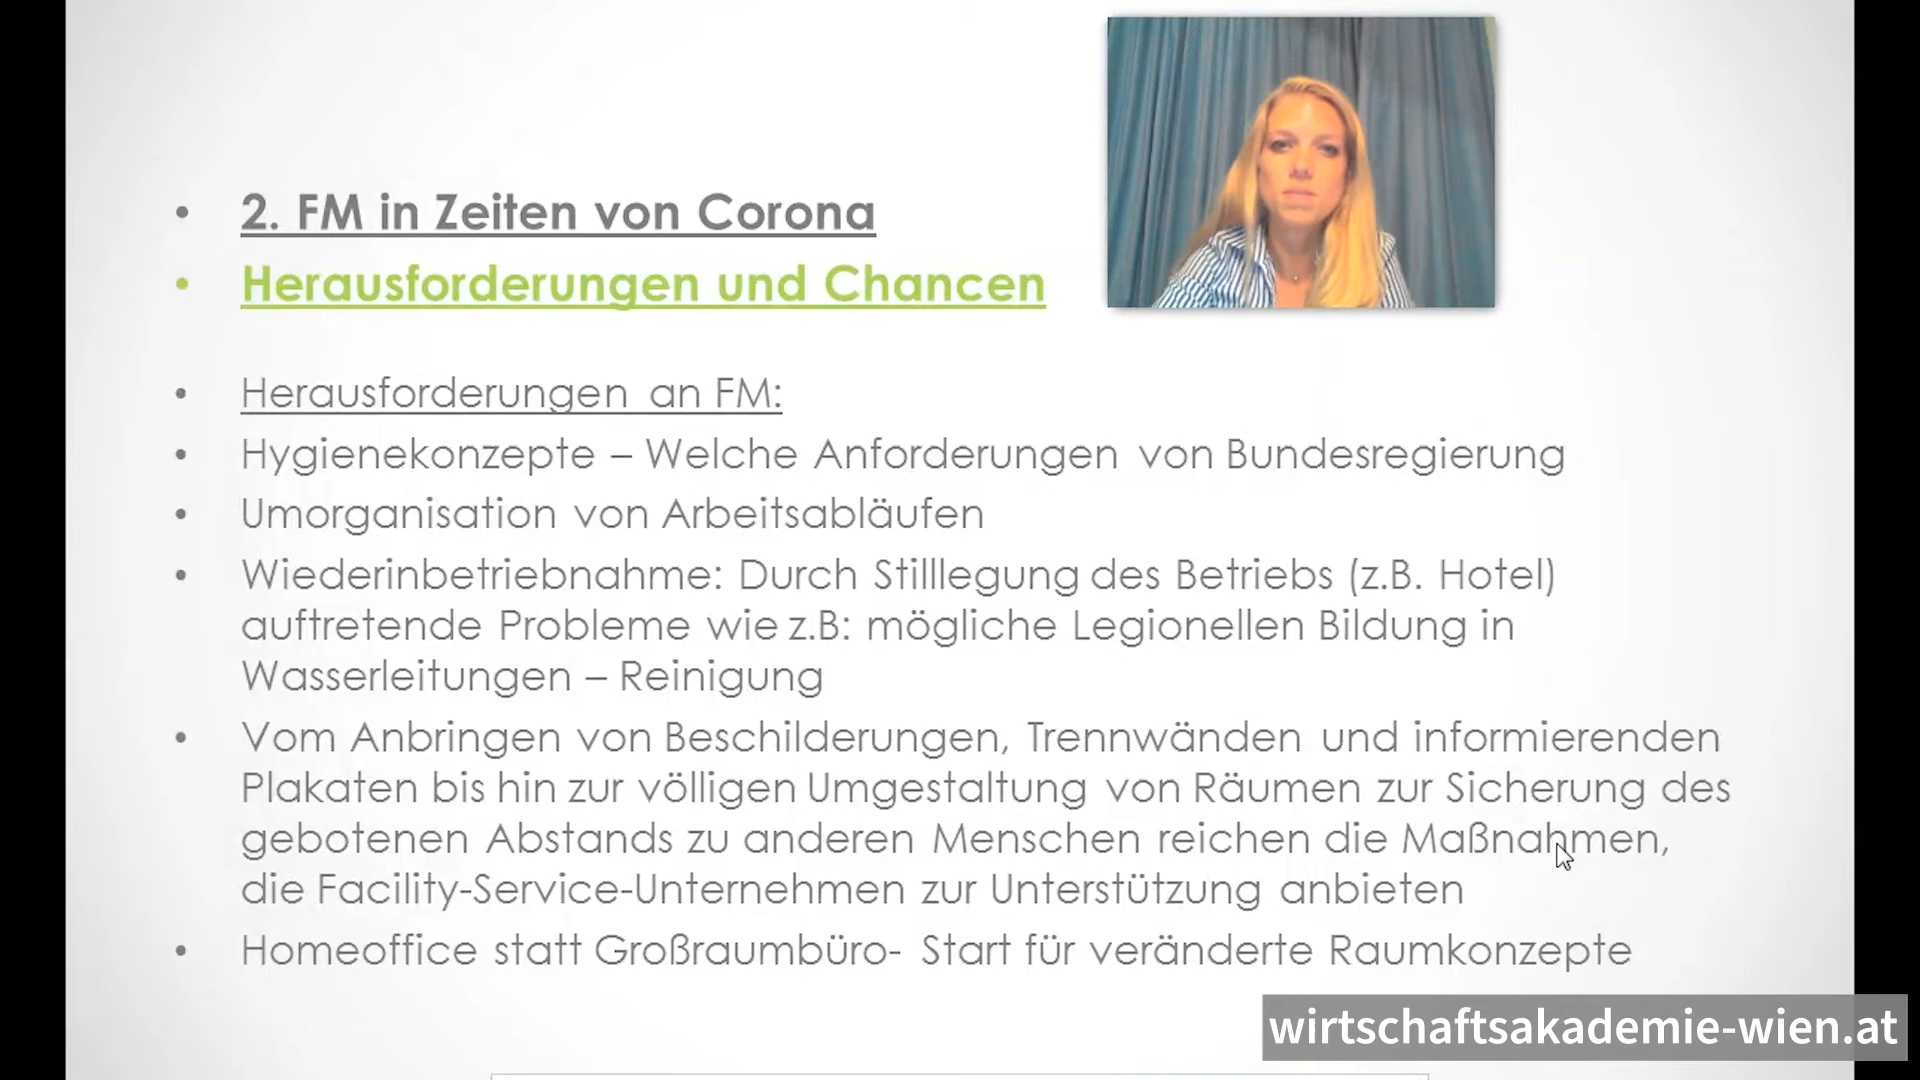 2. FM in Zeiten von Corona
Herausforderungen und Chancen
Herausforderungen an FM:
Hygienekonzepte – Welche Anforderungen von Bundesregierung
Umorganisation von Arbeitsabläufen
Wiederinbetriebnahme: Durch Stilllegung des Betriebs (z.B. Hotel)
auftretende Probleme wie z.B: mögliche Legionellen Bildung in
Wasserleitungen – Reinigung
Vom Anbringen von Beschilderungen, Trennwänden und informierenden
Plakaten bis hin zur völligen Umgestaltung von Räumen zur Sicherung des
gebotenen Abstands zu anderen Menschen reichen die Maßnahmen,
die Facility-Service-Unternehmen zur Unterstützung anbieten
Homeoffice statt Großraumbüro- Start für veränderte Raumkonzepte
wirtschaftsakademie-wien.at